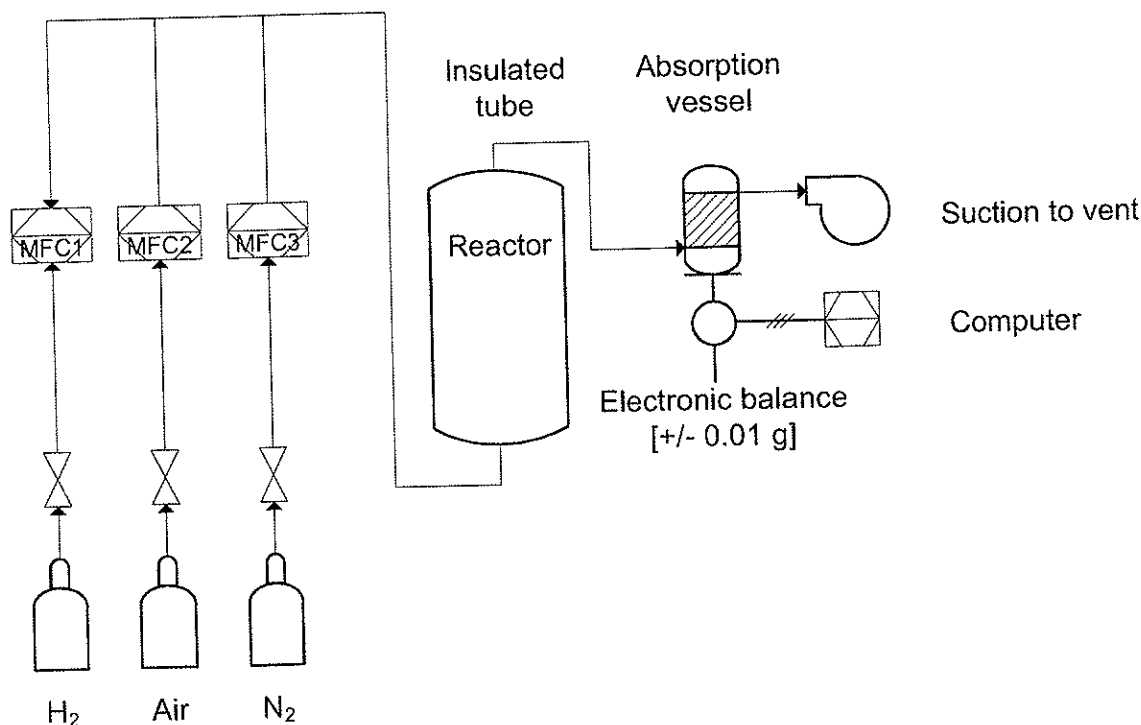 Insulated
tube
Absorption
vessel
MFC1
MFC2
MFC3
Reactor
Suction to vent
Computer
Electronic balance
[+/- 0.01 g]
H₂
Air
N₂